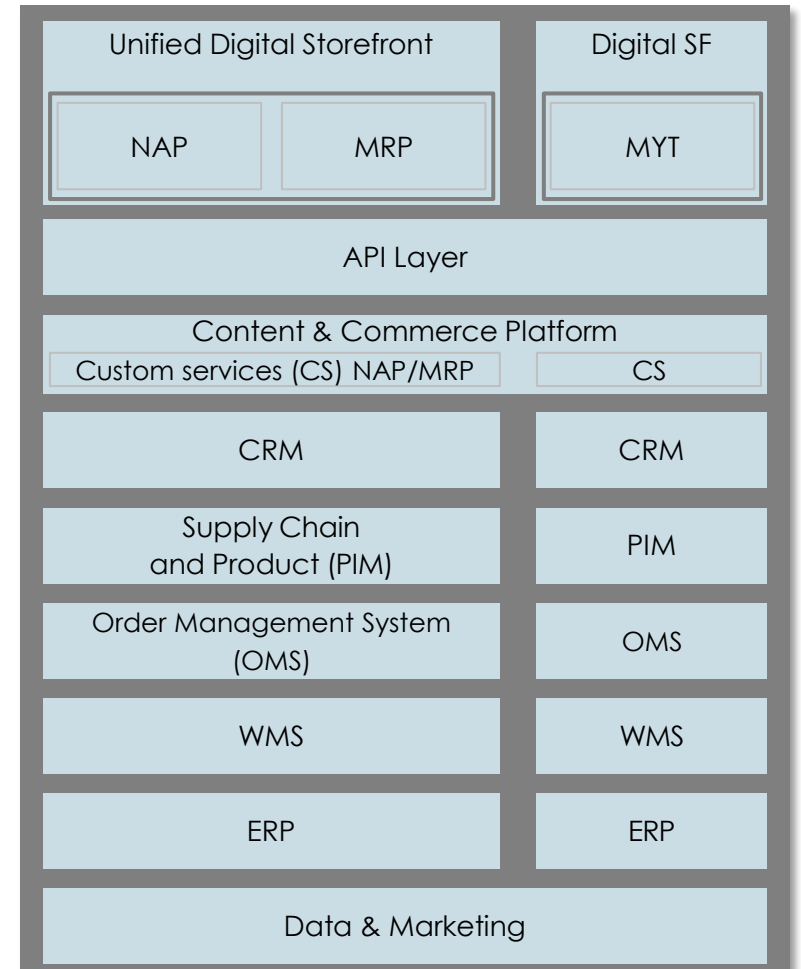 Unified Digital Storefront
Digital SF
NAP
MRP
MYT
API Layer
Content & Commerce Platform
Custom services (CS) NAP/MRP
CS
CRM
CRM
Supply Chain
and Product (PIM)
PIM
Order Management System
(OMS)
OMS
WMS
WMS
ERP
ERP
Data & Marketing